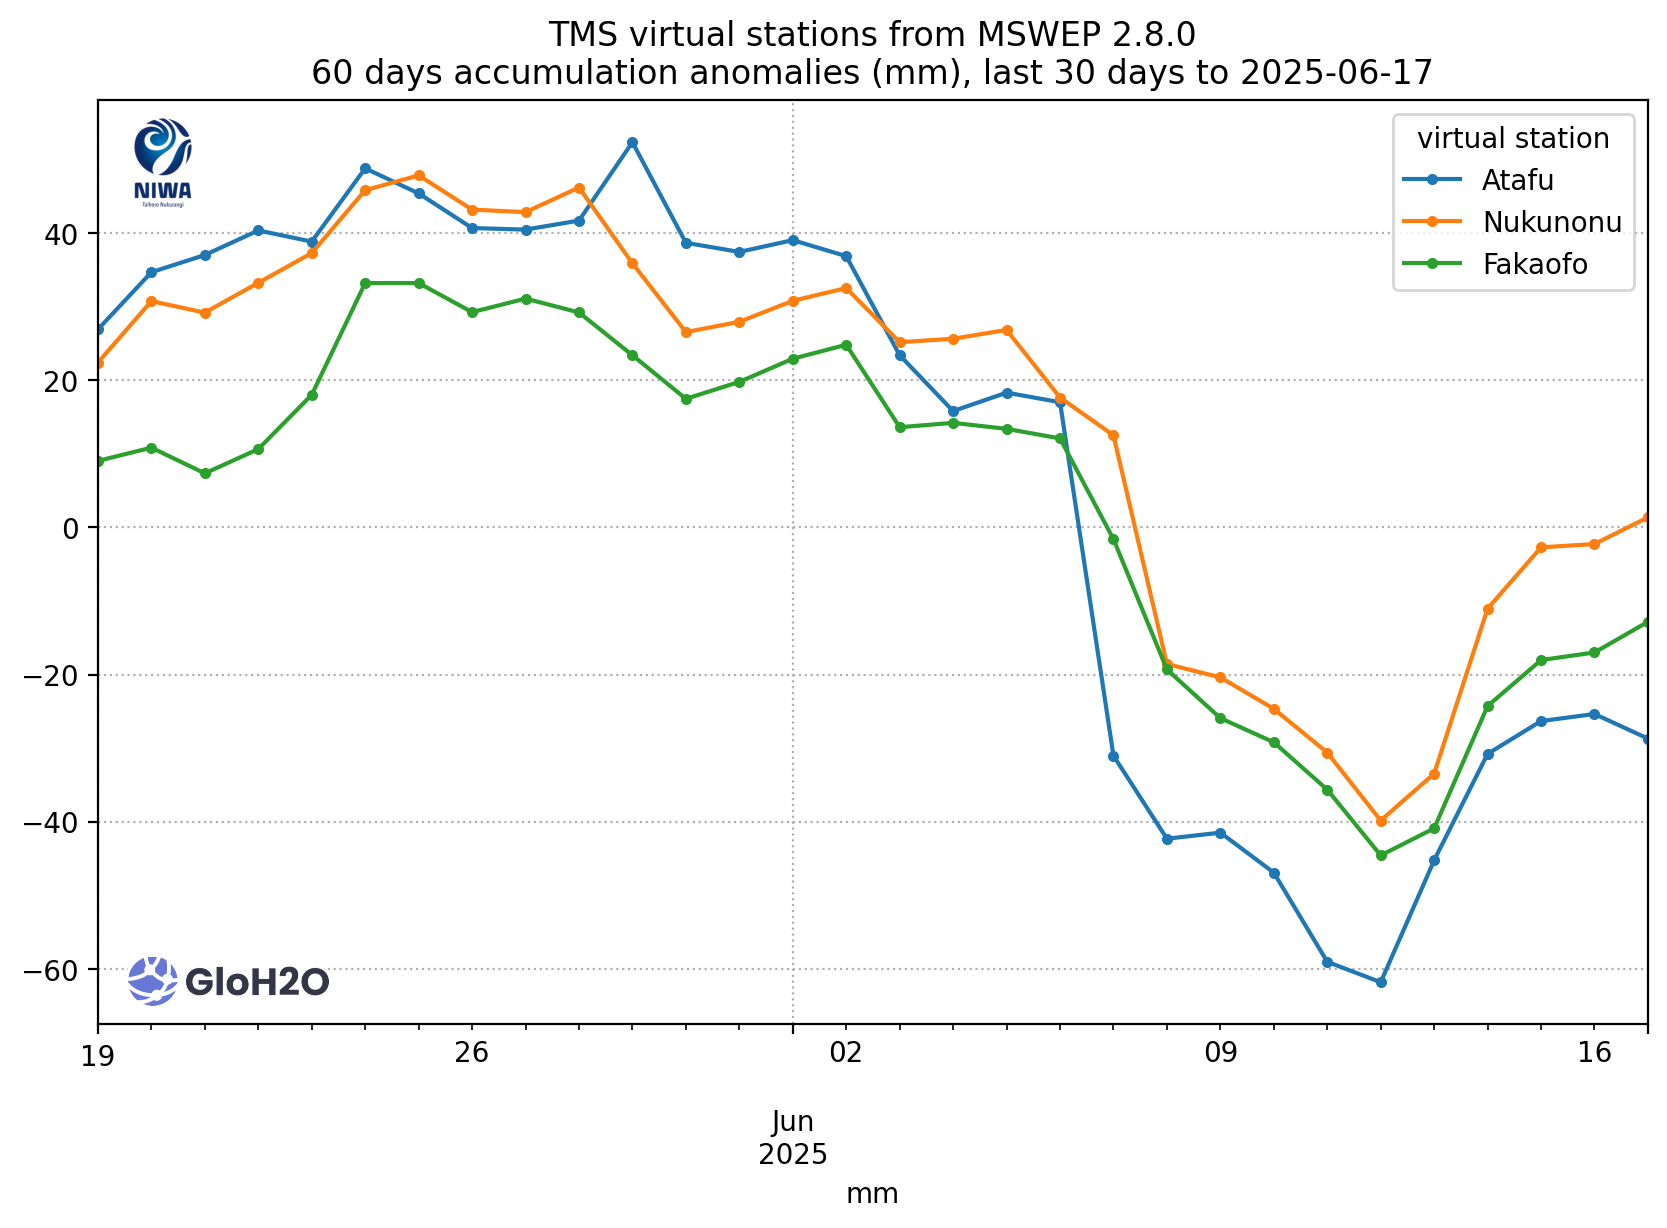 TMS virtual stations from MSWEP 2.8.0
60 days accumulation anomalies (mm), last 30 days to 2025-06-17
NIWA
Taihoro Nukurangi
virtual station
Atafu
Nukunonu
Fakaofo
40
20
0
−20
−40
−60
GloH2O
19
26
02
09
16
Jun
2025
mm